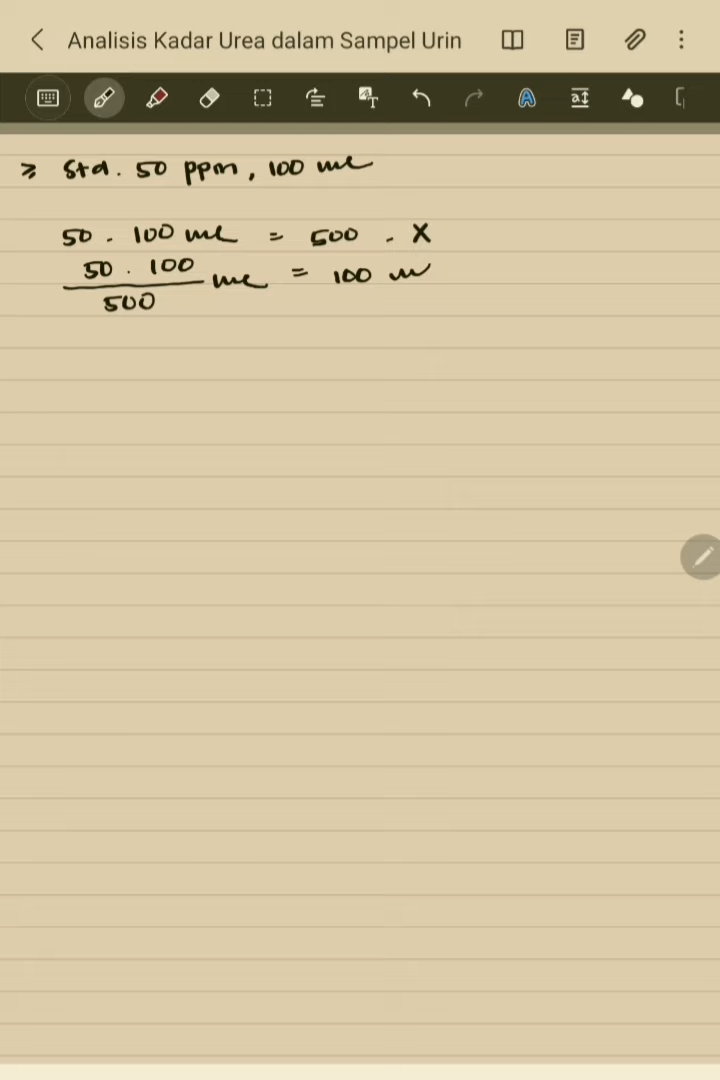 Analisis Kadar Urea dalam Sampel Urin
> Std. 50 ppm, 100 mL
50 . 100 mL = 500 . X
50 . 100
500
mL = 100 m